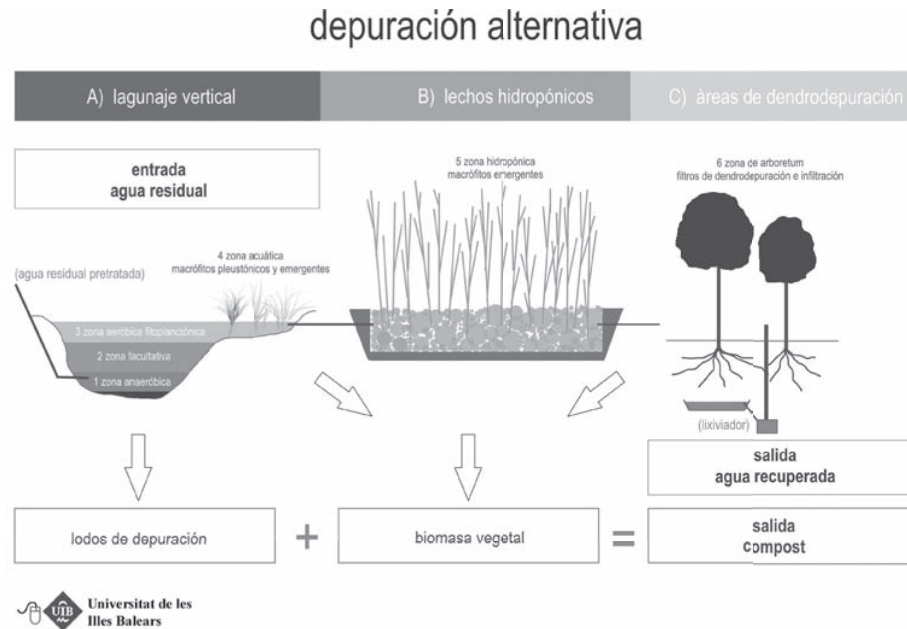 depuración alternativa
A) lagunaje vertical
B) lechos hidropónicos
C) àreas de dendrodepuración
entrada
agua residual
5 zona hidropónica
macrófitos emergentes
6 zona de arboretum
filtros de dendrodepuración e infiltración
4 zona acuática
macrófitos pleustónicos y emergentes
(agua residual pretratada)
3 zona aeróbica fitoplanctónica
2 zona facultativa
1 zona anaeróbica
(lixiviador)
salida
agua recuperada
lodos de depuración
+
biomasa vegetal
=
salida
compost
UIB
Universitat de les
Illes Balears